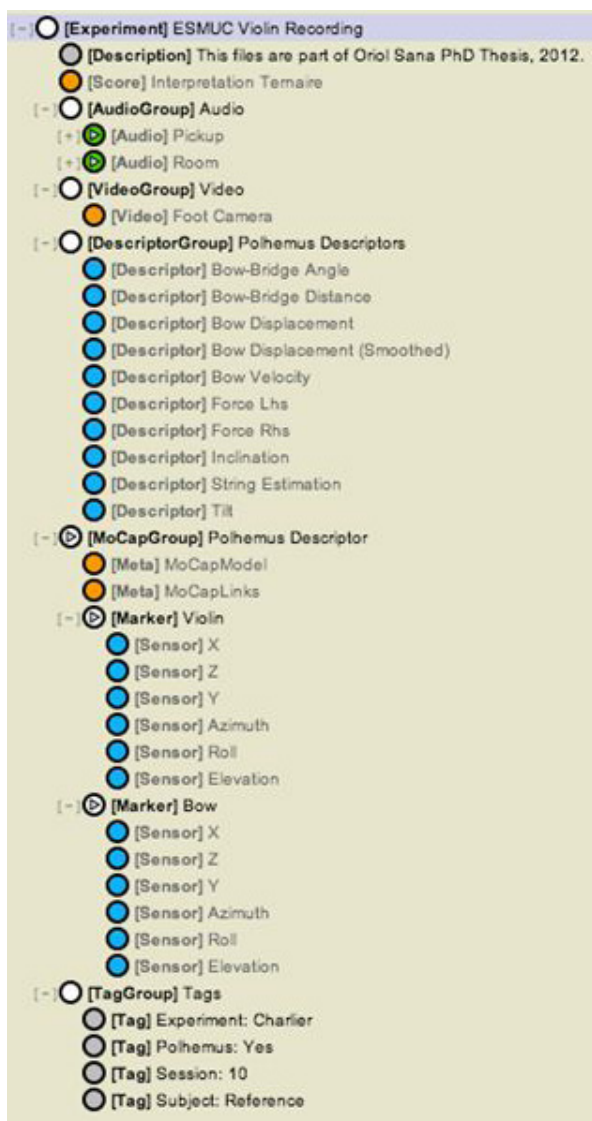 [-] [Experiment] ESMUC Violin Recording
[Description] This files are part of Oriol Sana PhD Thesis, 2012.
[Score] Interpretation Ternaire
[-] [AudioGroup] Audio
[+] [Audio] Pickup
[+] [Audio] Room
[-] [VideoGroup] Video
[Video] Foot Camera
[-] [DescriptorGroup] Polhemus Descriptors
[Descriptor] Bow-Bridge Angle
[Descriptor] Bow-Bridge Distance
[Descriptor] Bow Displacement
[Descriptor] Bow Displacement (Smoothed)
[Descriptor] Bow Velocity
[Descriptor] Force Lhs
[Descriptor] Force Rhs
[Descriptor] Inclination
[Descriptor] String Estimation
[Descriptor] Tilt
[-] [MoCapGroup] Polhemus Descriptor
[Meta] MoCapModel
[Meta] MoCapLinks
[-] [Marker] Violin
[Sensor] X
[Sensor] Z
[Sensor] Y
[Sensor] Azimuth
[Sensor] Roll
[Sensor] Elevation
[-] [Marker] Bow
[Sensor] X
[Sensor] Z
[Sensor] Y
[Sensor] Azimuth
[Sensor] Roll
[Sensor] Elevation
[-] [TagGroup] Tags
[Tag] Experiment: Charlier
[Tag] Polhemus: Yes
[Tag] Session: 10
[Tag] Subject: Reference